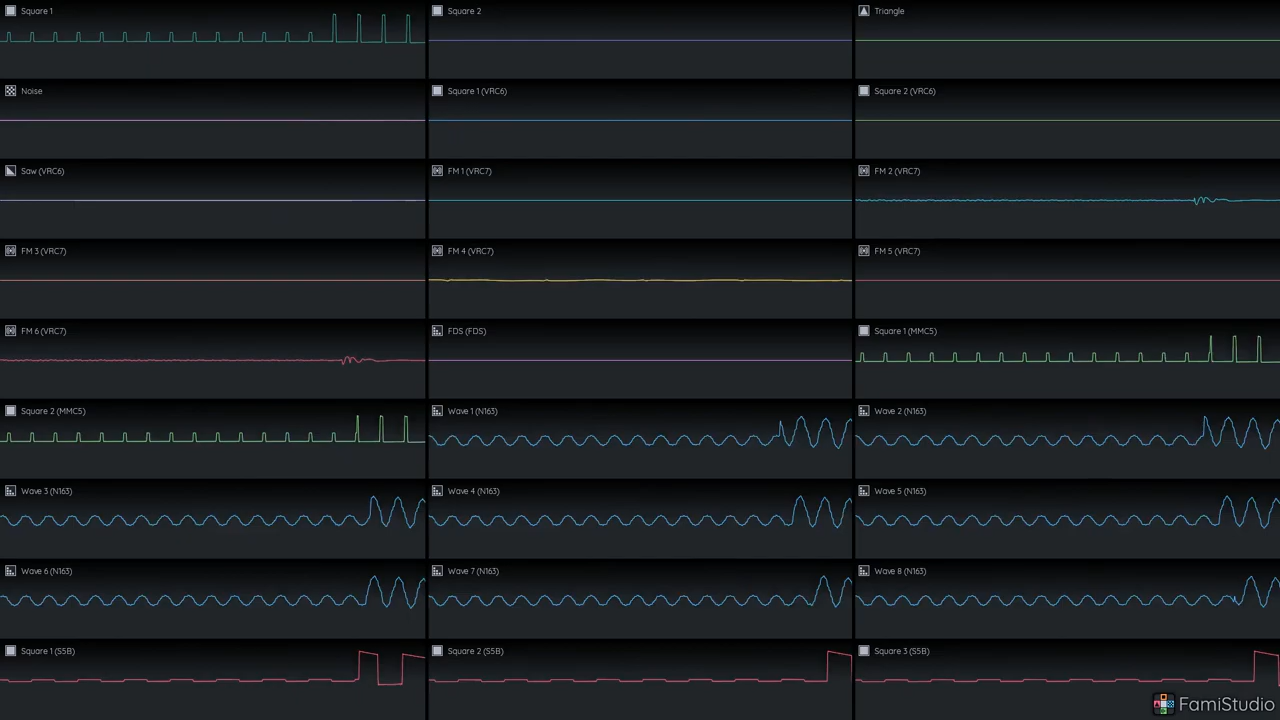 Square 1
Square 2
Triangle
Noise
Square 1 (VRC6)
Square 2 (VRC6)
Saw (VRC6)
FM 1 (VRC7)
FM 2 (VRC7)
FM 3 (VRC7)
FM 4 (VRC7)
FM 5 (VRC7)
FM 6 (VRC7)
FDS (FDS)
Square 1 (MMC5)
Square 2 (MMC5)
Wave 1 (N163)
Wave 2 (N163)
Wave 3 (N163)
Wave 4 (N163)
Wave 5 (N163)
Wave 6 (N163)
Wave 7 (N163)
Wave 8 (N163)
Square 1 (S5B)
Square 2 (S5B)
Square 3 (S5B)
FamiStudio